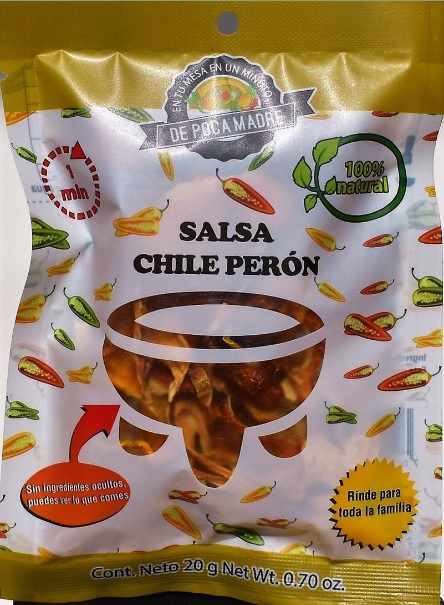 EN TU MESA EN UN MINUTO
DE POCA MADRE
1
min
100%
natural
SALSA
CHILE PERÓN
Sin ingredientes ocultos,
puedes ver lo que comes
Rinde para
toda la familia
Cont. Neto 20 g Net Wt. 0.70 oz.